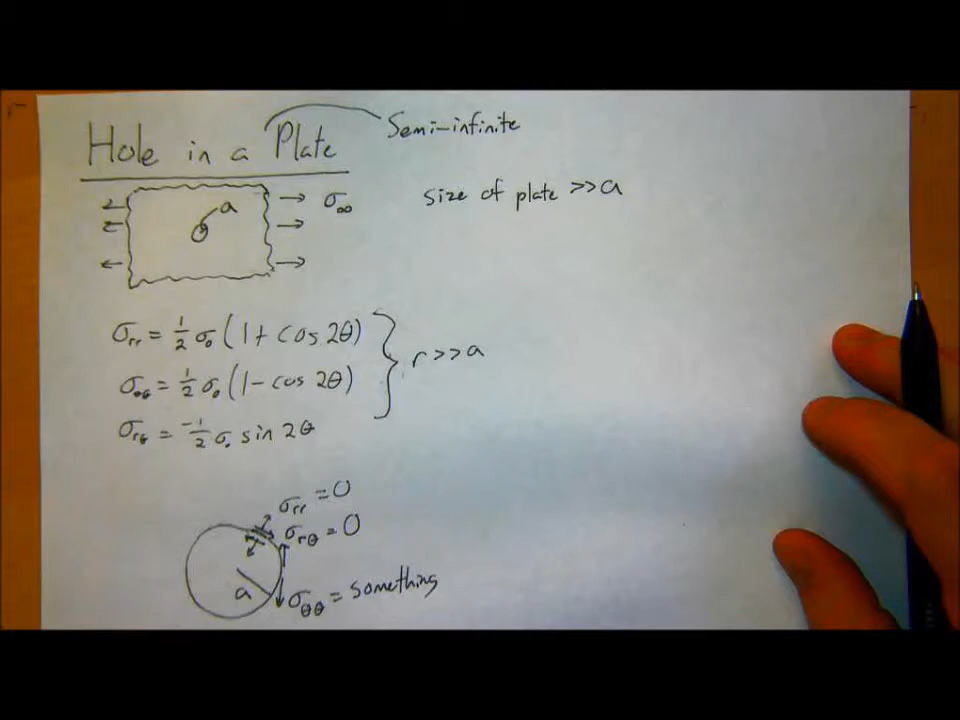 Hole in a Plate
Semi-infinite
a
σ∞
size of plate >> a
σrr = 1/2 σ₀ (1 + cos 2θ)
σθθ = 1/2 σ₀ (1 - cos 2θ)
σrθ = -1/2 σ₀ sin 2θ
r >> a
σrr = 0
σrθ = 0
a
σθθ = something